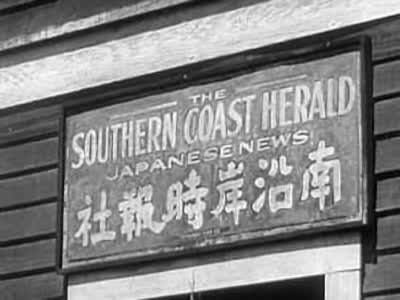 THE
SOUTHERN COAST HERALD
JAPANESE NEWS
南沿岸時報社